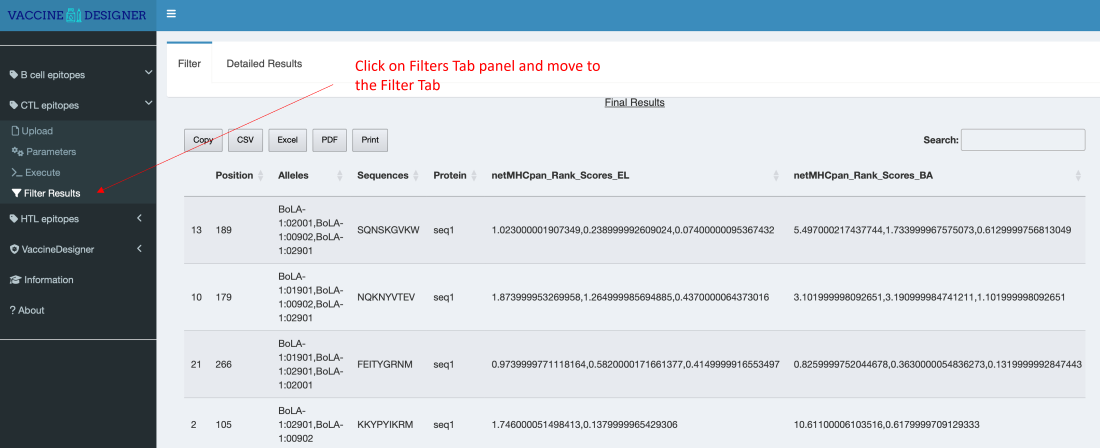 VACCINE DESIGNER
B cell epitopes
CTL epitopes
Upload
Parameters
Execute
Filter Results
HTL epitopes
VaccineDesigner
Information
? About
Filter
Detailed Results
Click on Filters Tab panel and move to
the Filter Tab
Final Results
Copy CSV Excel PDF Print
Search:
Position Alleles Sequences Protein netMHCpan_Rank_Scores_EL netMHCpan_Rank_Scores_BA
BoLA-
1:02001,BoLA-
13 189 1:00902,BoLA- SQNSKGVKW seq1 1.023000001907349,0.238999992609024,0.07400000095367432 5.497000217437744,1.733999967575073,0.6129999756813049
1:02901
BoLA-
1:01901,BoLA-
10 179 1:00902,BoLA- NQKNYVTEV seq1 1.873999953269958,1.264999985694885,0.4370000064373016 3.101999998092651,3.190999984741211,1.101999998092651
1:02901
BoLA-
1:01901,BoLA-
21 266 1:02901,BoLA- FEITYGRNM seq1 0.9739999771118164,0.5820000171661377,0.4149999916553497 0.8259999752044678,0.3630000054836273,0.1319999992847443
1:02001
BoLA-
2 105 1:02901,BoLA- KKYPYIKRM seq1 1.746000051498413,0.1379999965429306 10.61100006103516,0.6179999709129333
1:00902